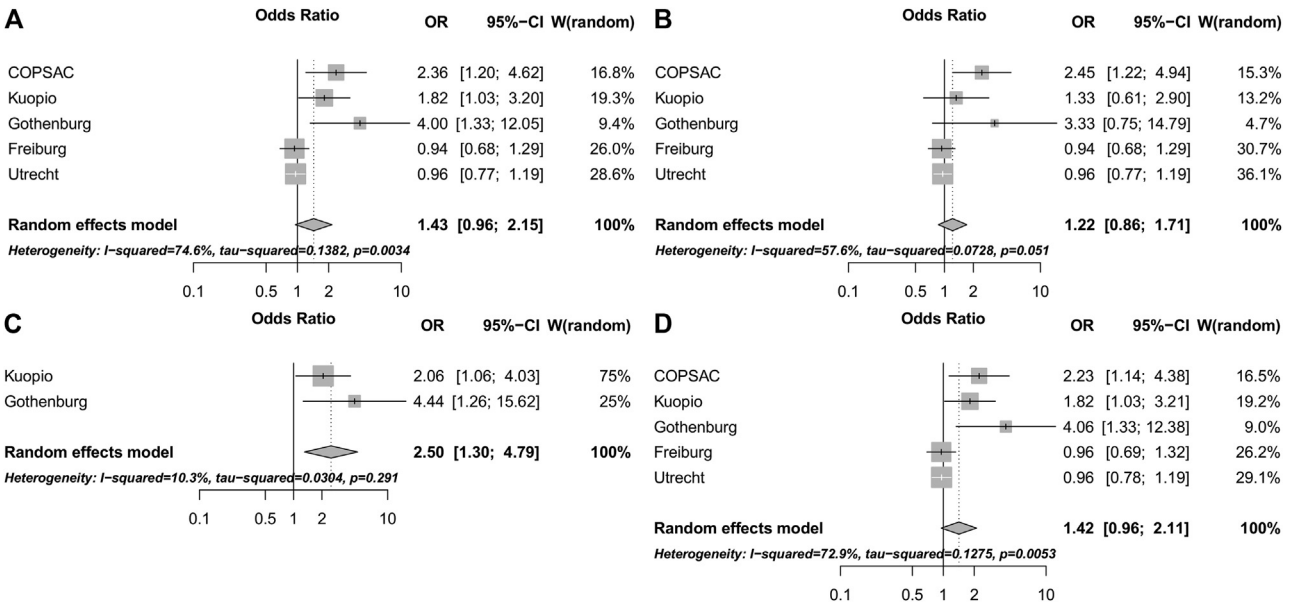 A
Odds Ratio OR 95%−CI W(random)
COPSAC 2.36 [1.20; 4.62] 16.8%
Kuopio 1.82 [1.03; 3.20] 19.3%
Gothenburg 4.00 [1.33; 12.05] 9.4%
Freiburg 0.94 [0.68; 1.29] 26.0%
Utrecht 0.96 [0.77; 1.19] 28.6%
Random effects model 1.43 [0.96; 2.15] 100%
Heterogeneity: I−squared=74.6%, tau−squared=0.1382, p=0.0034
0.1 0.5 1 2 10
B
Odds Ratio OR 95%−CI W(random)
COPSAC 2.45 [1.22; 4.94] 15.3%
Kuopio 1.33 [0.61; 2.90] 13.2%
Gothenburg 3.33 [0.75; 14.79] 4.7%
Freiburg 0.94 [0.68; 1.29] 30.7%
Utrecht 0.96 [0.77; 1.19] 36.1%
Random effects model 1.22 [0.86; 1.71] 100%
Heterogeneity: I−squared=57.6%, tau−squared=0.0728, p=0.051
0.1 0.5 1 2 10
C
Odds Ratio OR 95%−CI W(random)
Kuopio 2.06 [1.06; 4.03] 75%
Gothenburg 4.44 [1.26; 15.62] 25%
Random effects model 2.50 [1.30; 4.79] 100%
Heterogeneity: I−squared=10.3%, tau−squared=0.0304, p=0.291
0.1 0.5 1 2 10
D
Odds Ratio OR 95%−CI W(random)
COPSAC 2.23 [1.14; 4.38] 16.5%
Kuopio 1.82 [1.03; 3.21] 19.2%
Gothenburg 4.06 [1.33; 12.38] 9.0%
Freiburg 0.96 [0.69; 1.32] 26.2%
Utrecht 0.96 [0.78; 1.19] 29.1%
Random effects model 1.42 [0.96; 2.11] 100%
Heterogeneity: I−squared=72.9%, tau−squared=0.1275, p=0.0053
0.1 0.5 1 2 10